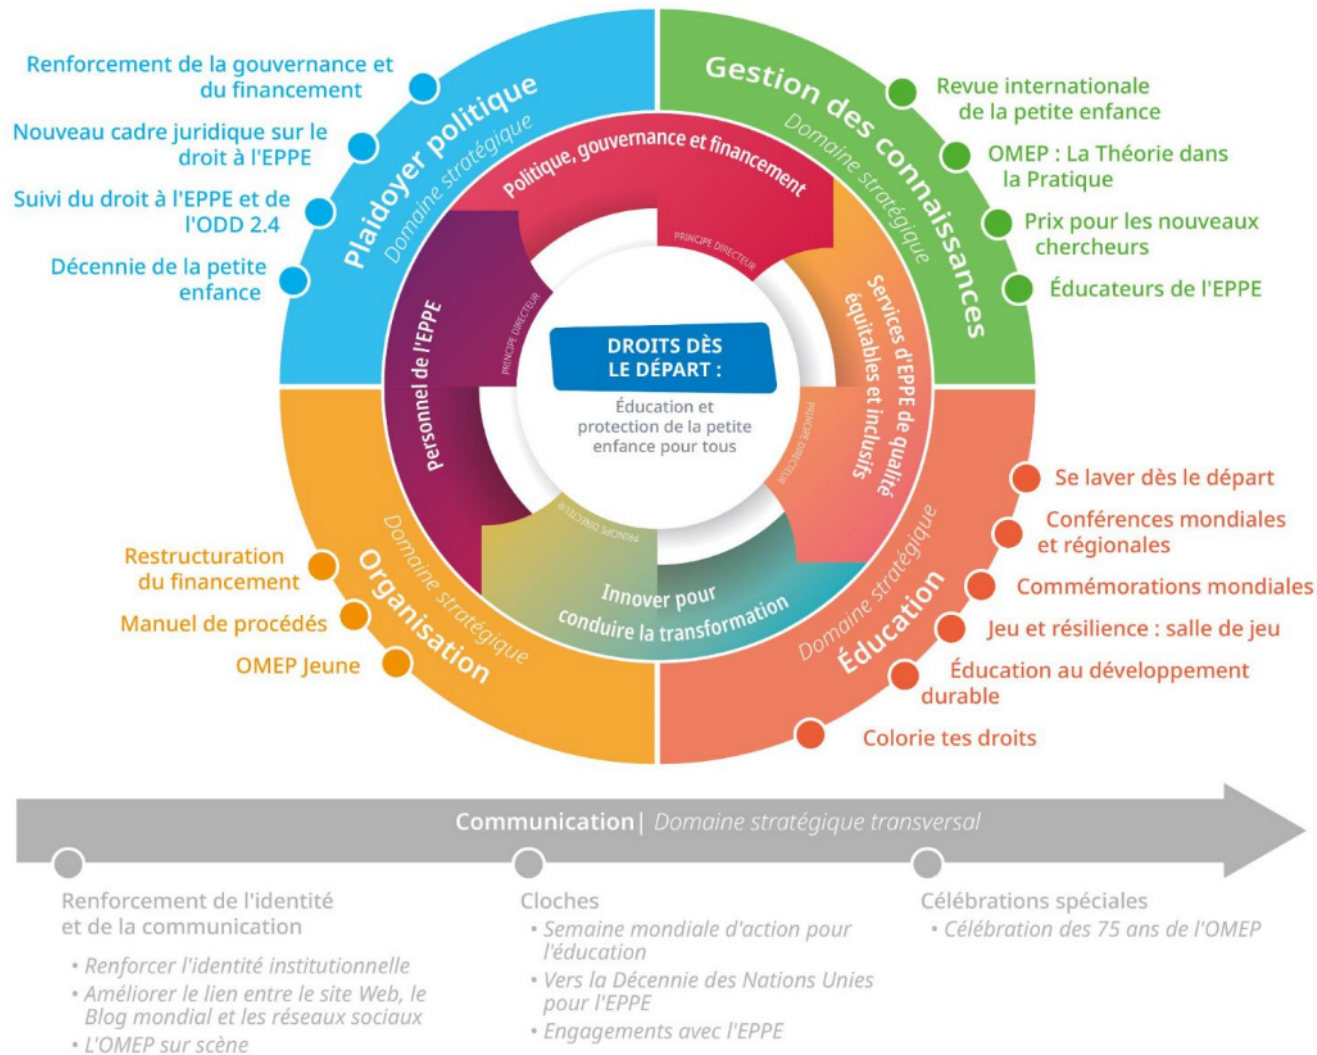 Renforcement de la gouvernance et
du financement
Nouveau cadre juridique sur le
droit à l'EPPE
Suivi du droit à l'EPPE et de
l'ODD 2.4
Décennie de la petite
enfance
Plaidoyer politique
Domaine stratégique
Gestion des connaissances
Domaine stratégique
Revue internationale
de la petite enfance
OMEP : La Théorie dans
la Pratique
Prix pour les nouveaux
chercheurs
Éducateurs de l'EPPE
Politique, gouvernance et financement
PRINCIPE DIRECTEUR
Services d'EPPE de qualité
équitables et inclusifs
PRINCIPE DIRECTEUR
Personnel de l'EPPE
PRINCIPE DIRECTEUR
DROITS DÈS
LE DÉPART :
Éducation et
protection de la petite
enfance pour tous
PRINCIPE DIRECTEUR
Innover pour
conduire la transformation
Restructuration
du financement
Manuel de procédés
OMEP Jeune
Domaine stratégique
Organisation
Domaine stratégique
Éducation
Se laver dès le départ
Conférences mondiales
et régionales
Commémorations mondiales
Jeu et résilience : salle de jeu
Éducation au développement
durable
Colorie tes droits
Communication| Domaine stratégique transversal
Renforcement de l'identité
et de la communication
• Renforcer l'identité institutionnelle
• Améliorer le lien entre le site Web, le
Blog mondial et les réseaux sociaux
• L'OMEP sur scène
Cloches
• Semaine mondiale d'action pour
l'éducation
• Vers la Décennie des Nations Unies
pour l'EPPE
• Engagements avec l'EPPE
Célébrations spéciales
• Célébration des 75 ans de l'OMEP